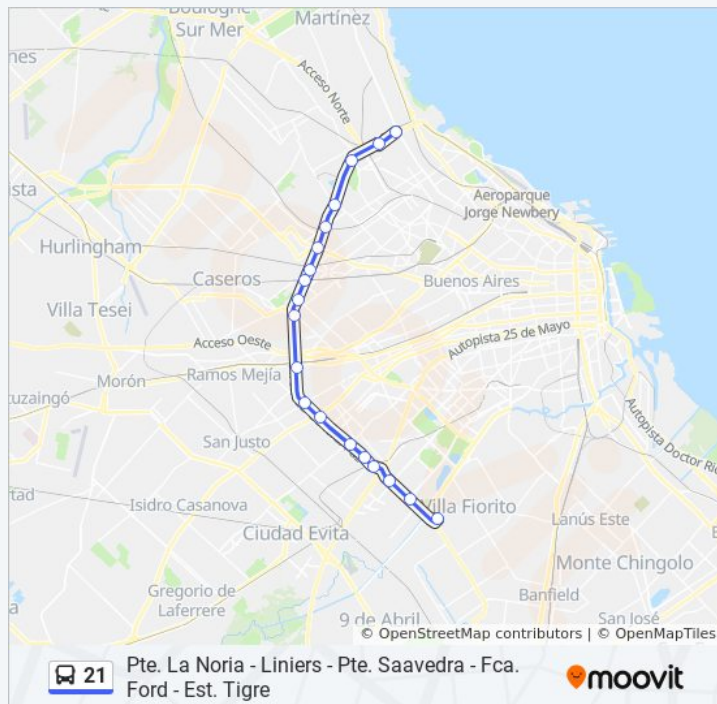 Boulogne
Sur Mer
Martínez
Acceso Norte
Aeroparque
Jorge Newbery
Hurlingham
Caseros
Buenos Aires
Villa Tesei
Acceso Oeste
Autopista 25 de Mayo
Ramos Mejía
Morón
tuzaingó
San Justo
Autopista Doctor Ri
Isidro Casanova
Villa Fiorito
Lanús Este
Ciudad Evita
Monte Chingolo
Gregorio de
Laferrere
Banfield
9 de Abril
San José
© OpenStreetMap contributors | © OpenMapTiles
21
Pte. La Noria - Liniers - Pte. Saavedra - Fca.
Ford - Est. Tigre
moovit